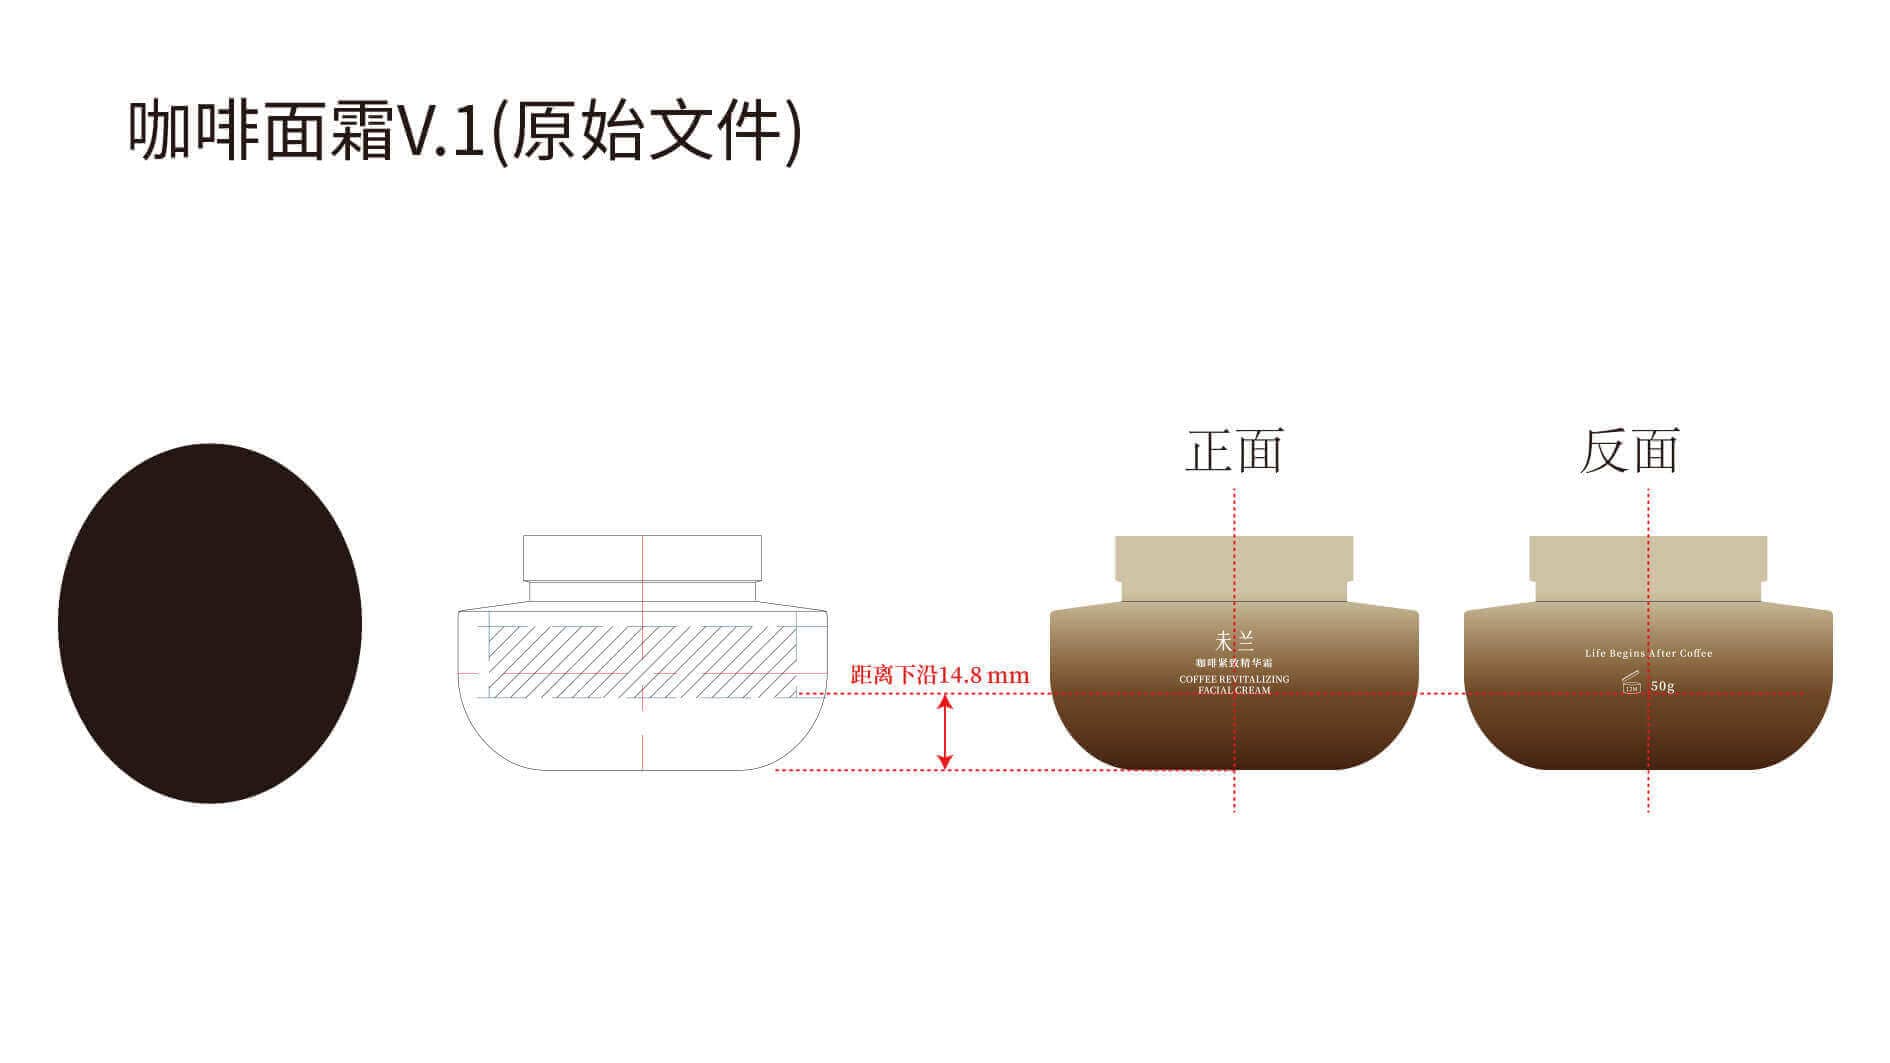 咖啡面霜V.1(原始文件)
正面
反面
未兰
咖啡紧致精华霜
COFFEE REVITALIZING
FACIAL CREAM
Life Begins After Coffee
12M 50g
距离下沿14.8 mm